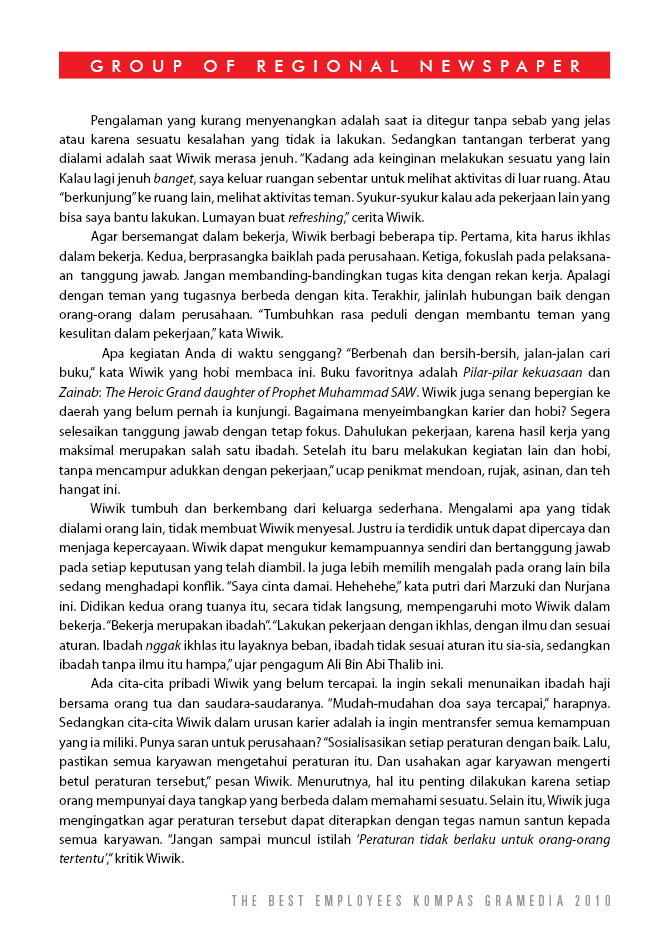 GROUP OF REGIONAL NEWSPAPER
Pengalaman yang kurang menyenangkan adalah saat ia ditegur tanpa sebab yang jelas
atau karena sesuatu kesalahan yang tidak ia lakukan. Sedangkan tantangan terberat yang
dialami adalah saat Wiwik merasa jenuh. “Kadang ada keinginan melakukan sesuatu yang lain
Kalau lagi jenuh banget, saya keluar ruangan sebentar untuk melihat aktivitas di luar ruang. Atau
“berkunjung” ke ruang lain, melihat aktivitas teman. Syukur-syukur kalau ada pekerjaan lain yang
bisa saya bantu lakukan. Lumayan buat refreshing,” cerita Wiwik.
Agar bersemangat dalam bekerja, Wiwik berbagi beberapa tip. Pertama, kita harus ikhlas
dalam bekerja. Kedua, berprasangka baiklah pada perusahaan. Ketiga, fokuslah pada pelaksana-
an tanggung jawab. Jangan membanding-bandingkan tugas kita dengan rekan kerja. Apalagi
dengan teman yang tugasnya berbeda dengan kita. Terakhir, jalinlah hubungan baik dengan
orang-orang dalam perusahaan. “Tumbuhkan rasa peduli dengan membantu teman yang
kesulitan dalam pekerjaan,” kata Wiwik.
Apa kegiatan Anda di waktu senggang? “Berbenah dan bersih-bersih, jalan-jalan cari
buku,” kata Wiwik yang hobi membaca ini. Buku favoritnya adalah Pilar-pilar kekuasaan dan
Zainab: The Heroic Grand daughter of Prophet Muhammad SAW. Wiwik juga senang bepergian ke
daerah yang belum pernah ia kunjungi. Bagaimana menyeimbangkan karier dan hobi? Segera
selesaikan tanggung jawab dengan tetap fokus. Dahulukan pekerjaan, karena hasil kerja yang
maksimal merupakan salah satu ibadah. Setelah itu baru melakukan kegiatan lain dan hobi,
tanpa mencampur adukkan dengan pekerjaan,” ucap penikmat mendoan, rujak, asinan, dan teh
hangat ini.
Wiwik tumbuh dan berkembang dari keluarga sederhana. Mengalami apa yang tidak
dialami orang lain, tidak membuat Wiwik menyesal. Justru ia terdidik untuk dapat dipercaya dan
menjaga kepercayaan. Wiwik dapat mengukur kemampuannya sendiri dan bertanggung jawab
pada setiap keputusan yang telah diambil. Ia juga lebih memilih mengalah pada orang lain bila
sedang menghadapi konflik. “Saya cinta damai. Hehehehe,” kata putri dari Marzuki dan Nurjana
ini. Didikan kedua orang tuanya itu, secara tidak langsung, mempengaruhi moto Wiwik dalam
bekerja. “Bekerja merupakan ibadah”. “Lakukan pekerjaan dengan ikhlas, dengan ilmu dan sesuai
aturan. Ibadah nggak ikhlas itu layaknya beban, ibadah tidak sesuai aturan itu sia-sia, sedangkan
ibadah tanpa ilmu itu hampa,” ujar pengagum Ali Bin Abi Thalib ini.
Ada cita-cita pribadi Wiwik yang belum tercapai. Ia ingin sekali menunaikan ibadah haji
bersama orang tua dan saudara-saudaranya. “Mudah-mudahan doa saya tercapai,” harapnya.
Sedangkan cita-cita Wiwik dalam urusan karier adalah ia ingin mentransfer semua kemampuan
yang ia miliki. Punya saran untuk perusahaan? “Sosialisasikan setiap peraturan dengan baik. Lalu,
pastikan semua karyawan mengetahui peraturan itu. Dan usahakan agar karyawan mengerti
betul peraturan tersebut,” pesan Wiwik. Menurutnya, hal itu penting dilakukan karena setiap
orang mempunyai daya tangkap yang berbeda dalam memahami sesuatu. Selain itu, Wiwik juga
mengingatkan agar peraturan tersebut dapat diterapkan dengan tegas namun santun kepada
semua karyawan. “Jangan sampai muncul istilah ‘Peraturan tidak berlaku untuk orang-orang
tertentu’,” kritik Wiwik.
THE BEST EMPLOYEES KOMPAS GRAMEDIA 2010